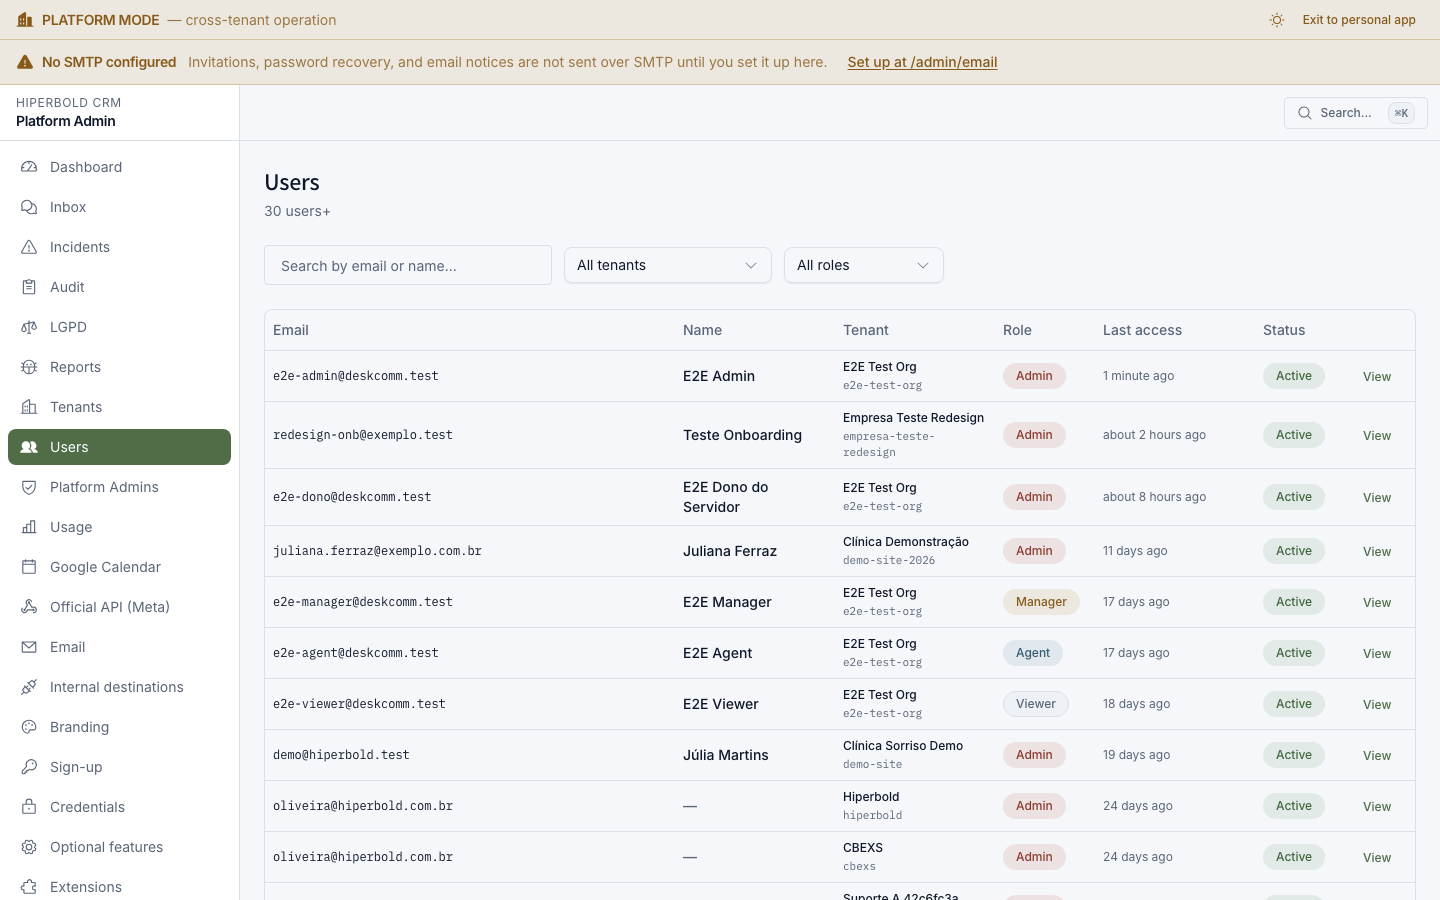 PLATFORM MODE — cross-tenant operation
Exit to personal app
No SMTP configured Invitations, password recovery, and email notices are not sent over SMTP until you set it up here. Set up at /admin/email
HIPERBOLD CRM
Platform Admin
Search... ⌘K
Dashboard
Inbox
Incidents
Audit
LGPD
Reports
Tenants
Users
Platform Admins
Usage
Google Calendar
Official API (Meta)
Email
Internal destinations
Branding
Sign-up
Credentials
Optional features
Extensions
Users
30 users+
Search by email or name...
All tenants
All roles
Email Name Tenant Role Last access Status
e2e-admin@deskcomm.test E2E Admin E2E Test Org Admin 1 minute ago Active View
e2e-test-org
redesign-onb@exemplo.test Teste Onboarding Empresa Teste Redesign Admin about 2 hours ago Active View
empresa-teste-
redesign
e2e-dono@deskcomm.test E2E Dono do E2E Test Org Admin about 8 hours ago Active View
Servidor e2e-test-org
juliana.ferraz@exemplo.com.br Juliana Ferraz Clínica Demonstração Admin 11 days ago Active View
demo-site-2026
e2e-manager@deskcomm.test E2E Manager E2E Test Org Manager 17 days ago Active View
e2e-test-org
e2e-agent@deskcomm.test E2E Agent E2E Test Org Agent 17 days ago Active View
e2e-test-org
e2e-viewer@deskcomm.test E2E Viewer E2E Test Org Viewer 18 days ago Active View
e2e-test-org
demo@hiperbold.test Júlia Martins Clínica Sorriso Demo Admin 19 days ago Active View
demo-site
oliveira@hiperbold.com.br — Hiperbold Admin 24 days ago Active View
hiperbold
oliveira@hiperbold.com.br — CBEXS Admin 24 days ago Active View
cbexs
Suporte A